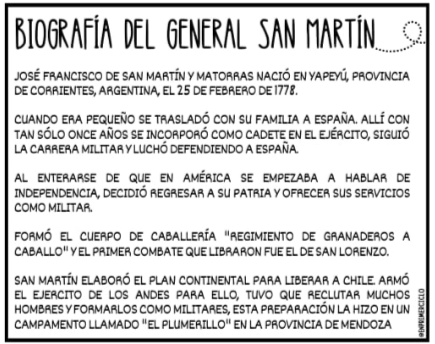 BIOGRAFÍA DEL GENERAL SAN MARTÍN
JOSÉ FRANCISCO DE SAN MARTÍN Y MATORRAS NACIÓ EN YAPEYÚ, PROVINCIA
DE CORRIENTES, ARGENTINA, EL 25 DE FEBRERO DE 1778.
CUANDO ERA PEQUEÑO SE TRASLADÓ CON SU FAMILIA A ESPAÑA. ALLÍ CON
TAN SÓLO ONCE AÑOS SE INCORPORÓ COMO CADETE EN EL EJÉRCITO, SIGUIÓ
LA CARRERA MILITAR Y LUCHÓ DEFENDIENDO A ESPAÑA.
AL ENTERARSE DE QUE EN AMÉRICA SE EMPEZABA A HABLAR DE
INDEPENDENCIA, DECIDIÓ REGRESAR A SU PATRIA Y OFRECER SUS SERVICIOS
COMO MILITAR.
FORMÓ EL CUERPO DE CABALLERÍA "REGIMIENTO DE GRANADEROS A
CABALLO" Y EL PRIMER COMBATE QUE LIBRARON FUE EL DE SAN LORENZO.
SAN MARTÍN ELABORÓ EL PLAN CONTINENTAL PARA LIBERAR A CHILE. ARMÓ
EL EJERCITO DE LOS ANDES PARA ELLO, TUVO QUE RECLUTAR MUCHOS
HOMBRES Y FORMARLOS COMO MILITARES, ESTA PREPARACIÓN LA HIZO EN UN
CAMPAMENTO LLAMADO "EL PLUMERILLO" EN LA PROVINCIA DE MENDOZA
@ENPRIMERCICLO